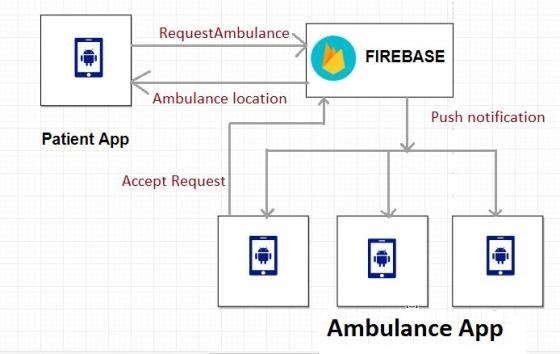 RequestAmbulance
FIREBASE
Ambulance location
Push notification
Patient App
Accept Request
Ambulance App